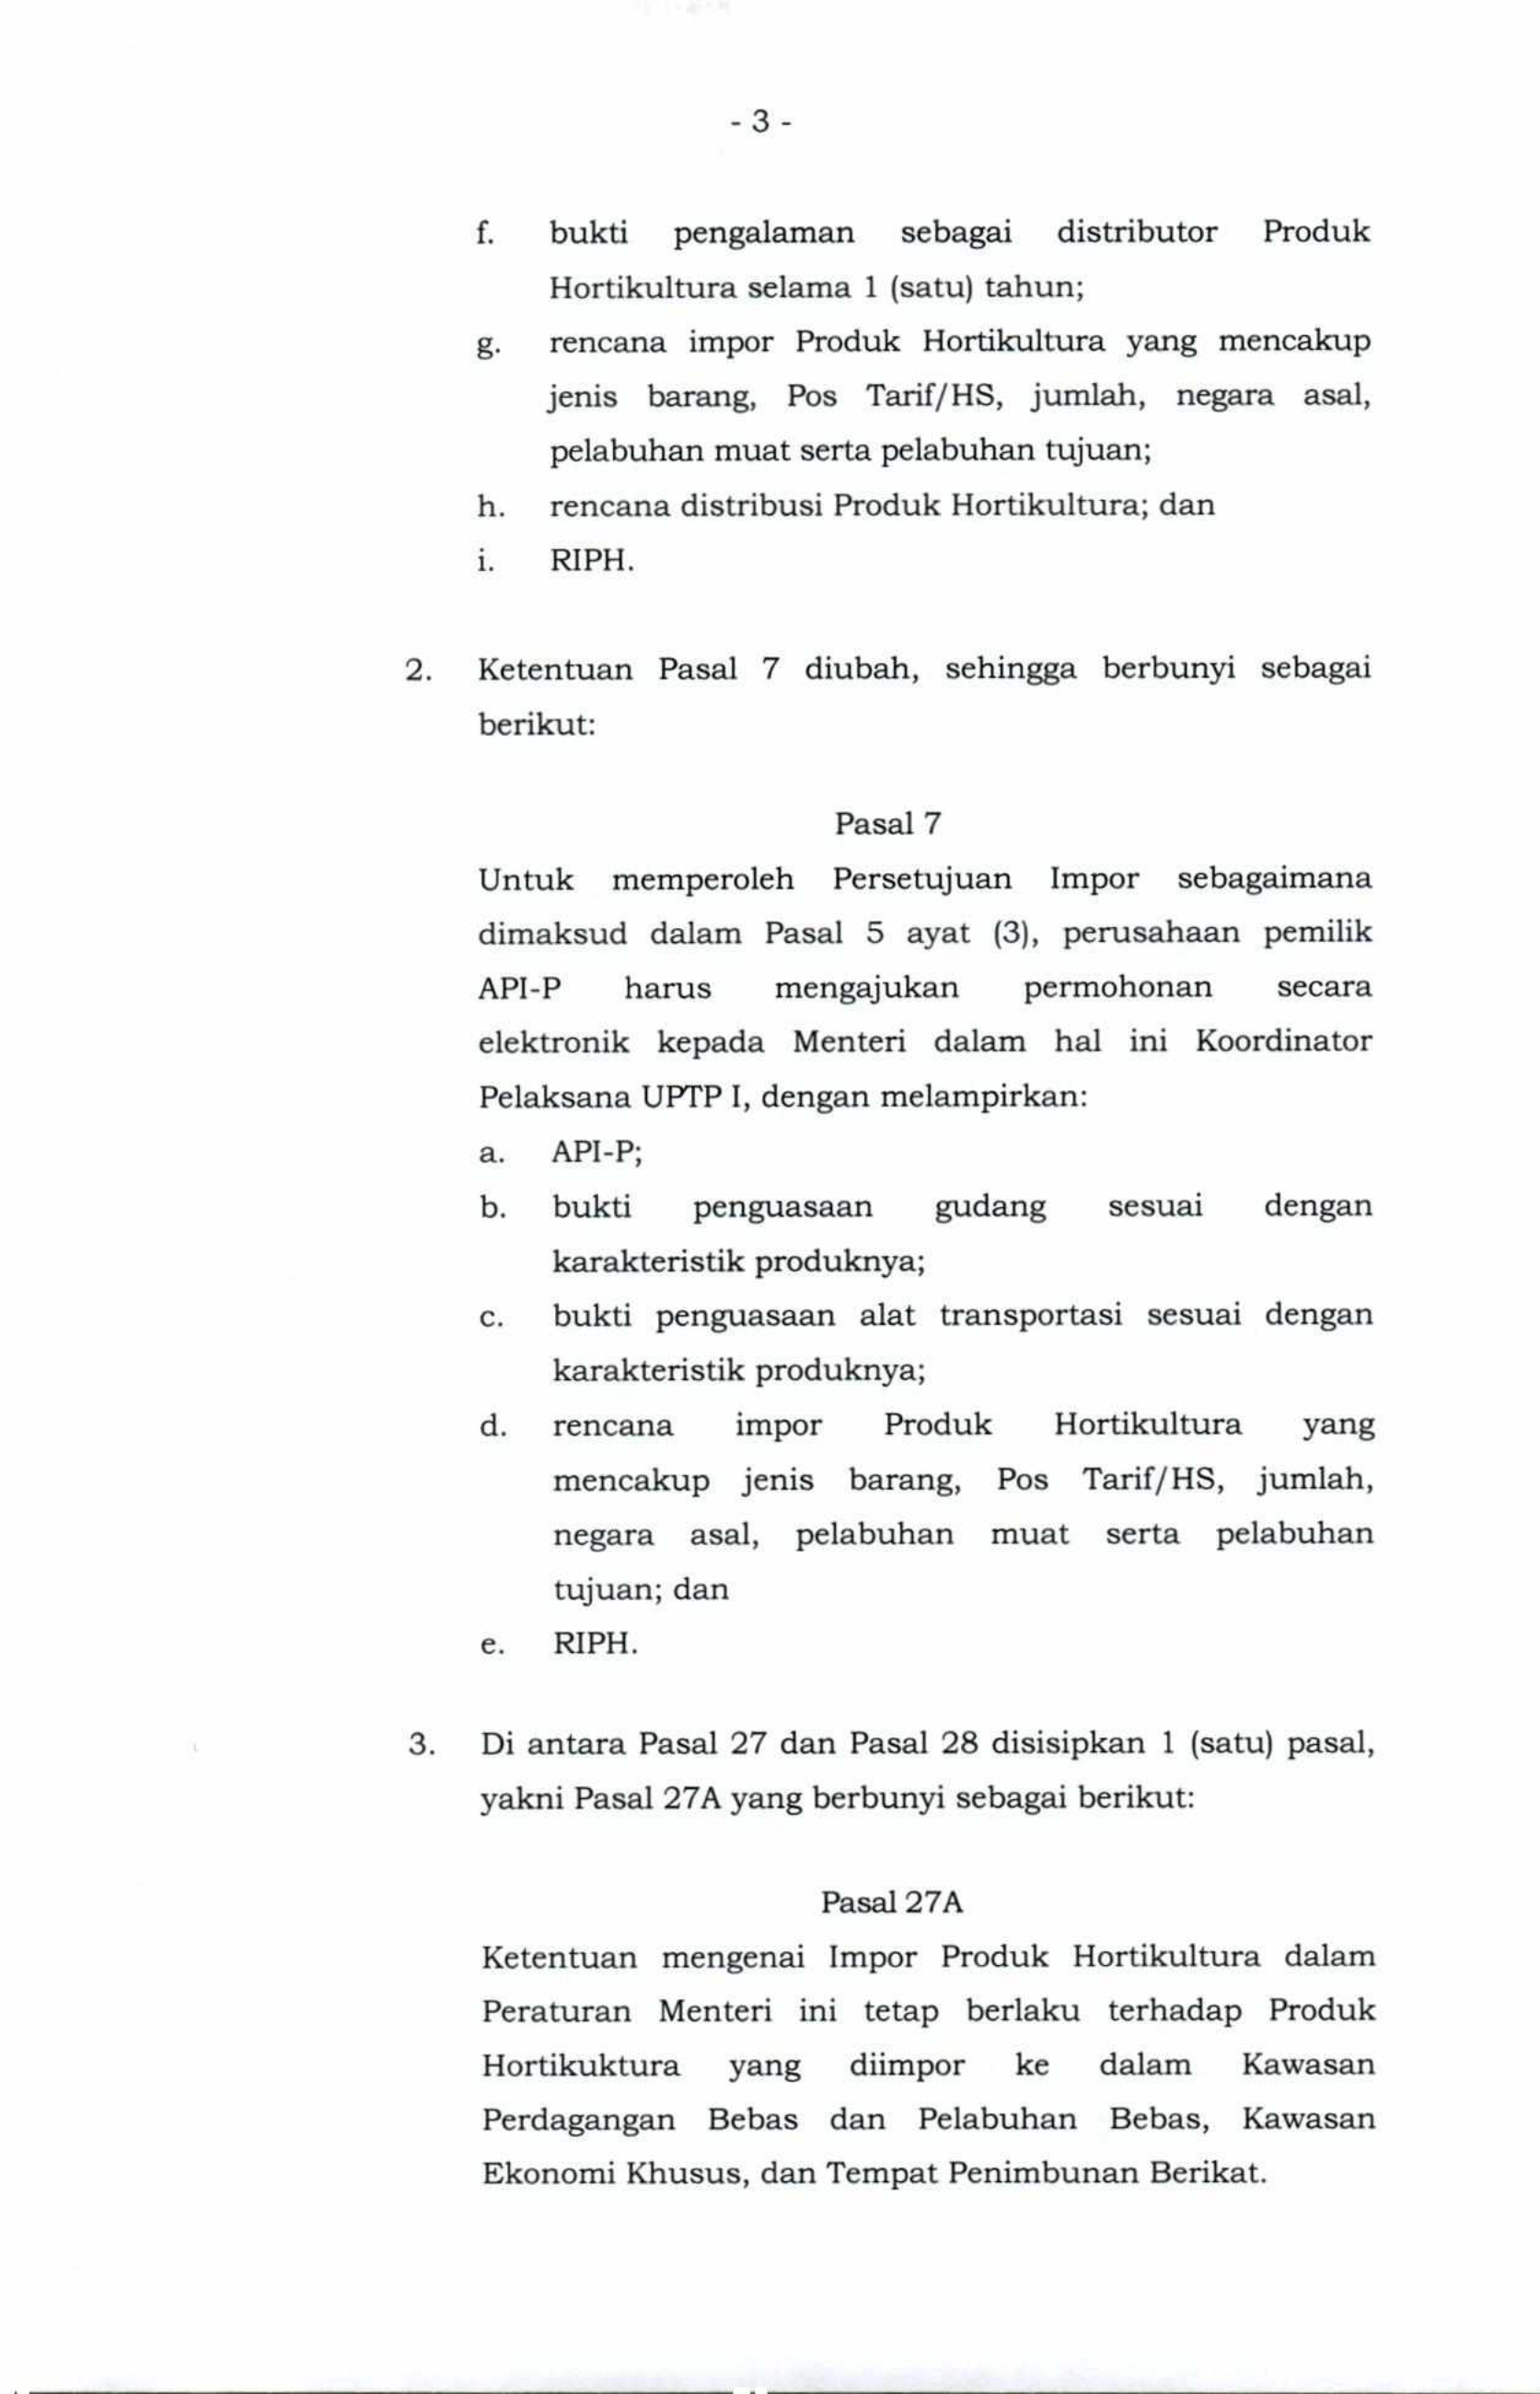 - 3 -
f. bukti pengalaman sebagai distributor Produk
Hortikultura selama 1 (satu) tahun;
g. rencana impor Produk Hortikultura yang mencakup
jenis barang, Pos Tarif/HS, jumlah, negara asal,
pelabuhan muat serta pelabuhan tujuan;
h. rencana distribusi Produk Hortikultura; dan
i. RIPH.
2. Ketentuan Pasal 7 diubah, sehingga berbunyi sebagai
berikut:
Pasal 7
Untuk memperoleh Persetujuan Impor sebagaimana
dimaksud dalam Pasal 5 ayat (3), perusahaan pemilik
API-P harus mengajukan permohonan secara
elektronik kepada Menteri dalam hal ini Koordinator
Pelaksana UPTP I, dengan melampirkan:
a. API-P;
b. bukti penguasaan gudang sesuai dengan
karakteristik produknya;
c. bukti penguasaan alat transportasi sesuai dengan
karakteristik produknya;
d. rencana impor Produk Hortikultura yang
mencakup jenis barang, Pos Tarif/HS, jumlah,
negara asal, pelabuhan muat serta pelabuhan
tujuan; dan
e. RIPH.
3. Di antara Pasal 27 dan Pasal 28 disisipkan 1 (satu) pasal,
yakni Pasal 27A yang berbunyi sebagai berikut:
Pasal 27A
Ketentuan mengenai Impor Produk Hortikultura dalam
Peraturan Menteri ini tetap berlaku terhadap Produk
Hortikuktura yang diimpor ke dalam Kawasan
Perdagangan Bebas dan Pelabuhan Bebas, Kawasan
Ekonomi Khusus, dan Tempat Penimbunan Berikat.